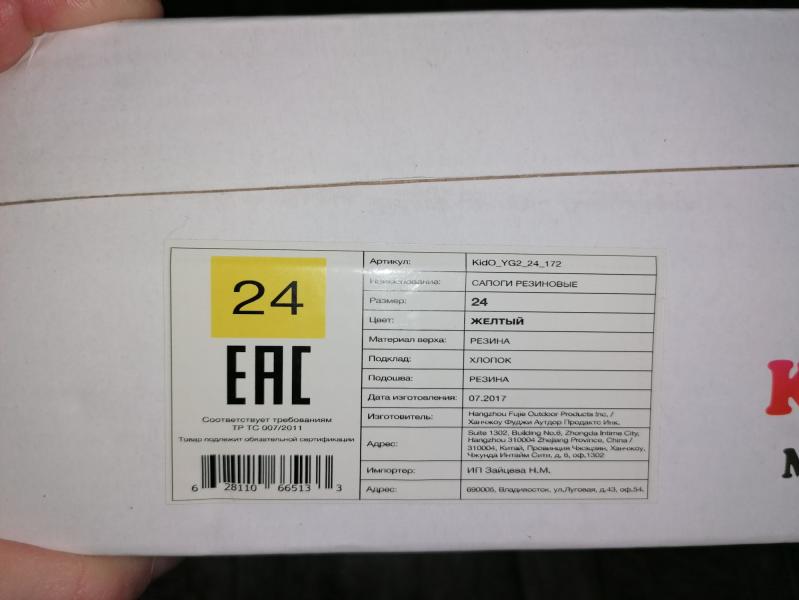 24
EAC
Соответствует требованиям
ТР ТС 007/2011
Товар подлежит обязательной сертификации
6 28110 66513 3
Артикул: KidO_YG2_24_172
Наименование: САПОГИ РЕЗИНОВЫЕ
Размер: 24
Цвет: ЖЕЛТЫЙ
Материал верха: РЕЗИНА
Подклад: ХЛОПОК
Подошва: РЕЗИНА
Дата изготовления: 07.2017
Изготовитель: Hangzhou Fujie Outdoor Products Inc. /
Ханчжоу Фуджи Аутдор Продактс Инк.
Адрес: Suite 1302, Building No.6, Zhongda Intime City,
Hangzhou 310004 Zhejiang Province, China /
310004, Китай, Провинция Чжэцзян, Ханчжоу,
Чжунда Интайм Сити, д. 6, оф.1302
Импортер: ИП Зайцева Н.М.
Адрес: 690005, Владивосток, ул.Луговая, д.43, оф.54.
K
M